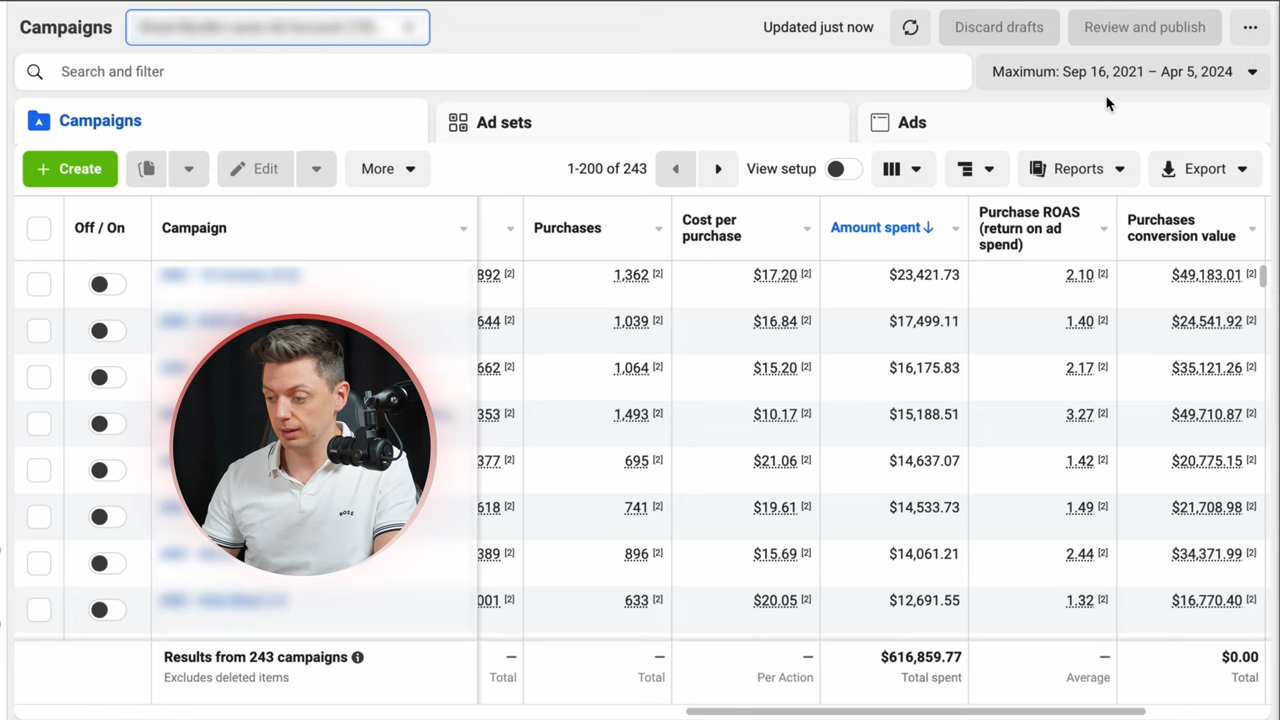 Campaigns
Updated just now
Discard drafts
Review and publish
Search and filter
Maximum: Sep 16, 2021 – Apr 5, 2024
Campaigns
Ad sets
Ads
+ Create
Edit
More
1-200 of 243
View setup
Reports
Export
Off / On
Campaign
Purchases
Cost per
purchase
Amount spent↓
Purchase ROAS
(return on ad
spend)
Purchases
conversion value
892 [2] 1,362 [2] $17.20 [2] $23,421.73 2.10 [2] $49,183.01 [2]
644 [2] 1,039 [2] $16.84 [2] $17,499.11 1.40 [2] $24,541.92 [2]
662 [2] 1,064 [2] $15.20 [2] $16,175.83 2.17 [2] $35,121.26 [2]
353 [2] 1,493 [2] $10.17 [2] $15,188.51 3.27 [2] $49,710.87 [2]
377 [2] 695 [2] $21.06 [2] $14,637.07 1.42 [2] $20,775.15 [2]
618 [2] 741 [2] $19.61 [2] $14,533.73 1.49 [2] $21,708.98 [2]
389 [2] 896 [2] $15.69 [2] $14,061.21 2.44 [2] $34,371.99 [2]
001 [2] 633 [2] $20.05 [2] $12,691.55 1.32 [2] $16,770.40 [2]
BOSS
Results from 243 campaigns — — — $616,859.77 — $0.00
Excludes deleted items Total Total Per Action Total spent Average Total